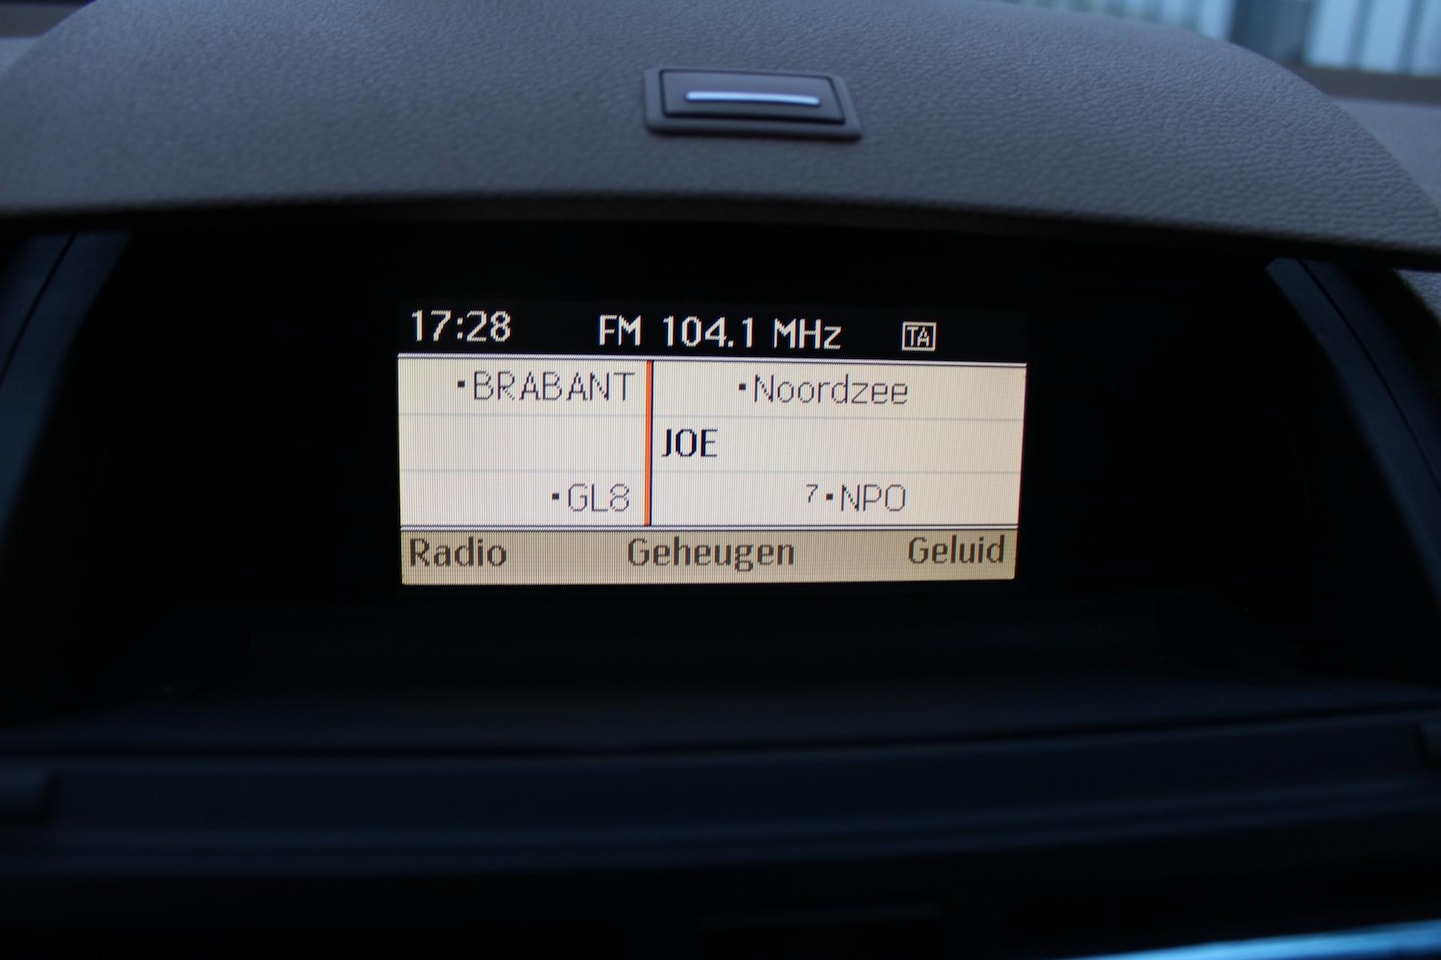 17:28 FM 104.1 MHz TA
▪BRABANT ▪Noordzee
JOE
▪GL8 7▪NPO
Radio Geheugen Geluid